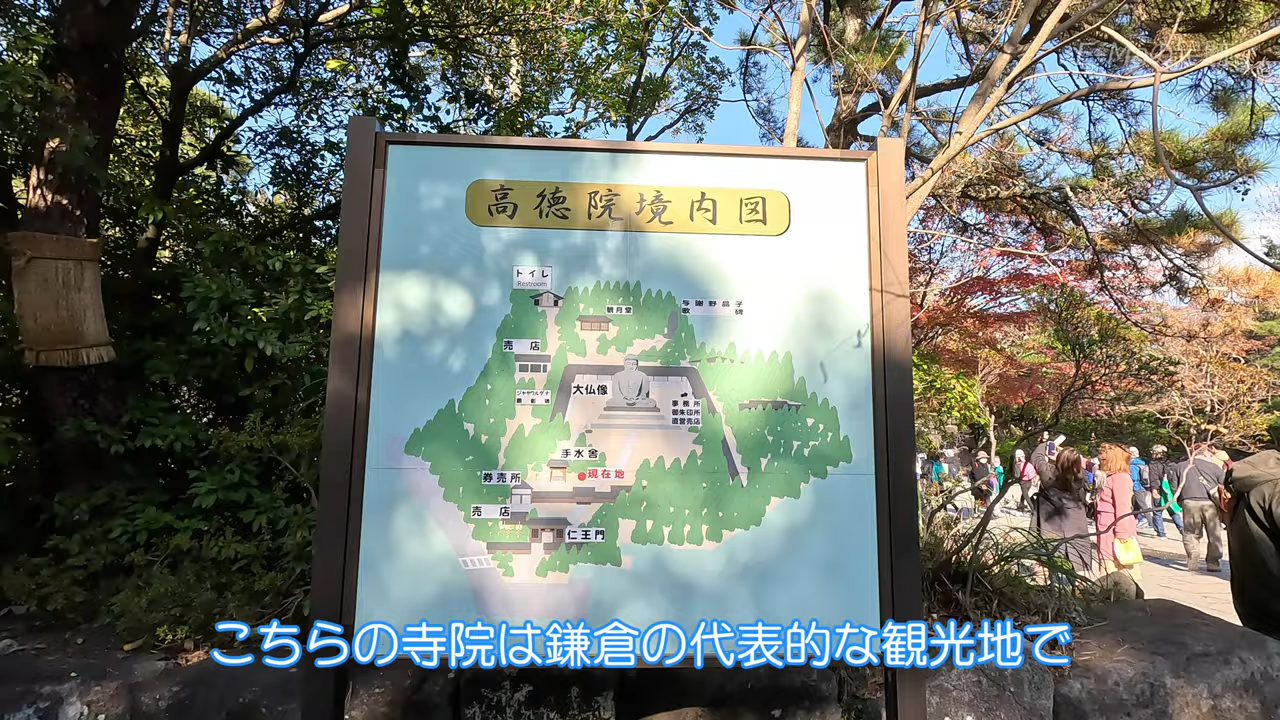 高徳院境内図
トイレ
Restroom
観月堂
与謝野晶子
歌碑
売店
大仏像
ジャヤワルダナ
顕彰碑
事務所
御朱印所
直営売店
手水舎
券売所
現在地
売店
仁王門
こちらの寺院は鎌倉の代表的な観光地で